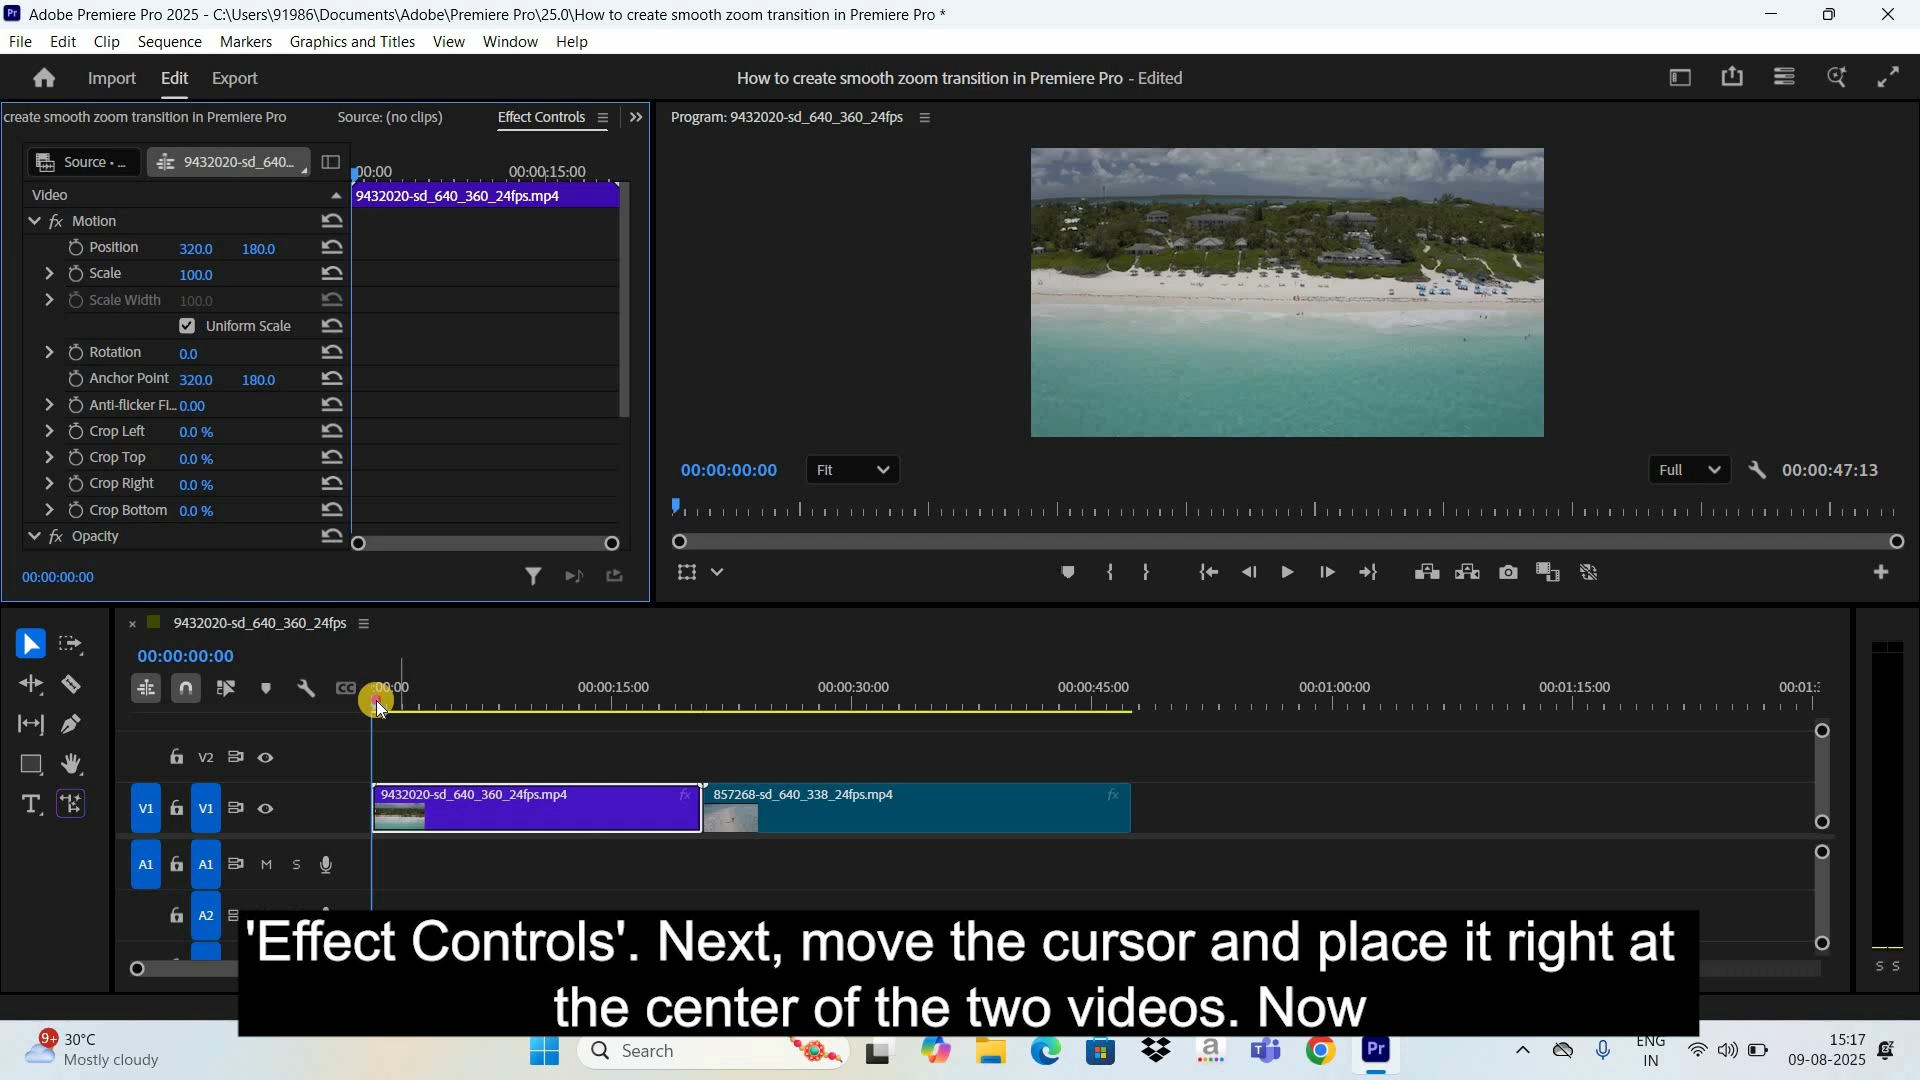 Adobe Premiere Pro 2025 - C:\Users\91986\Documents\Adobe\Premiere Pro\25.0\How to create smooth zoom transition in Premiere Pro *
File Edit Clip Sequence Markers Graphics and Titles View Window Help
Import Edit Export
How to create smooth zoom transition in Premiere Pro - Edited
create smooth zoom transition in Premiere Pro
Source: (no clips)
Effect Controls
Source • ...
9432020-sd_640...
:00:00
00:00:15:00
Video
9432020-sd_640_360_24fps.mp4
fx Motion
Position 320.0 180.0
Scale 100.0
Scale Width 100.0
Uniform Scale
Rotation 0.0
Anchor Point 320.0 180.0
Anti-flicker Fi... 0.00
Crop Left 0.0 %
Crop Top 0.0 %
Crop Right 0.0 %
Crop Bottom 0.0 %
fx Opacity
00:00:00:00
Program: 9432020-sd_640_360_24fps
00:00:00:00
Fit
Full
00:00:47:13
9432020-sd_640_360_24fps
00:00:00:00
CC
:00:00 00:00:15:00 00:00:30:00 00:00:45:00 00:01:00:00 00:01:15:00 00:01:
V2
V1 V1
9432020-sd_640_360_24fps.mp4 fx
857268-sd_640_338_24fps.mp4 fx
A1 A1 M S
A2
S S
'Effect Controls'. Next, move the cursor and place it right at
the center of the two videos. Now
9+
30°C
Mostly cloudy
Search
ENG
IN
15:17
09-08-2025